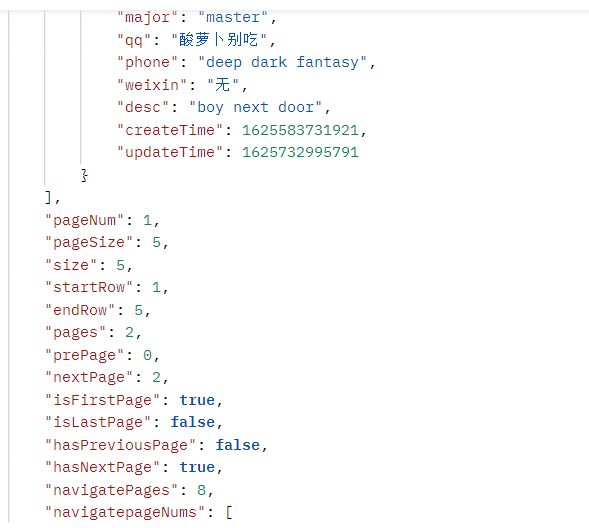 "major": "master",
"qq": "酸萝卜别吃",
"phone": "deep dark fantasy",
"weixin": "无",
"desc": "boy next door",
"createTime": 1625583731921,
"updateTime": 1625732995791
}
],
"pageNum": 1,
"pageSize": 5,
"size": 5,
"startRow": 1,
"endRow": 5,
"pages": 2,
"prePage": 0,
"nextPage": 2,
"isFirstPage": true,
"isLastPage": false,
"hasPreviousPage": false,
"hasNextPage": true,
"navigatePages": 8,
"navigatepageNums": [